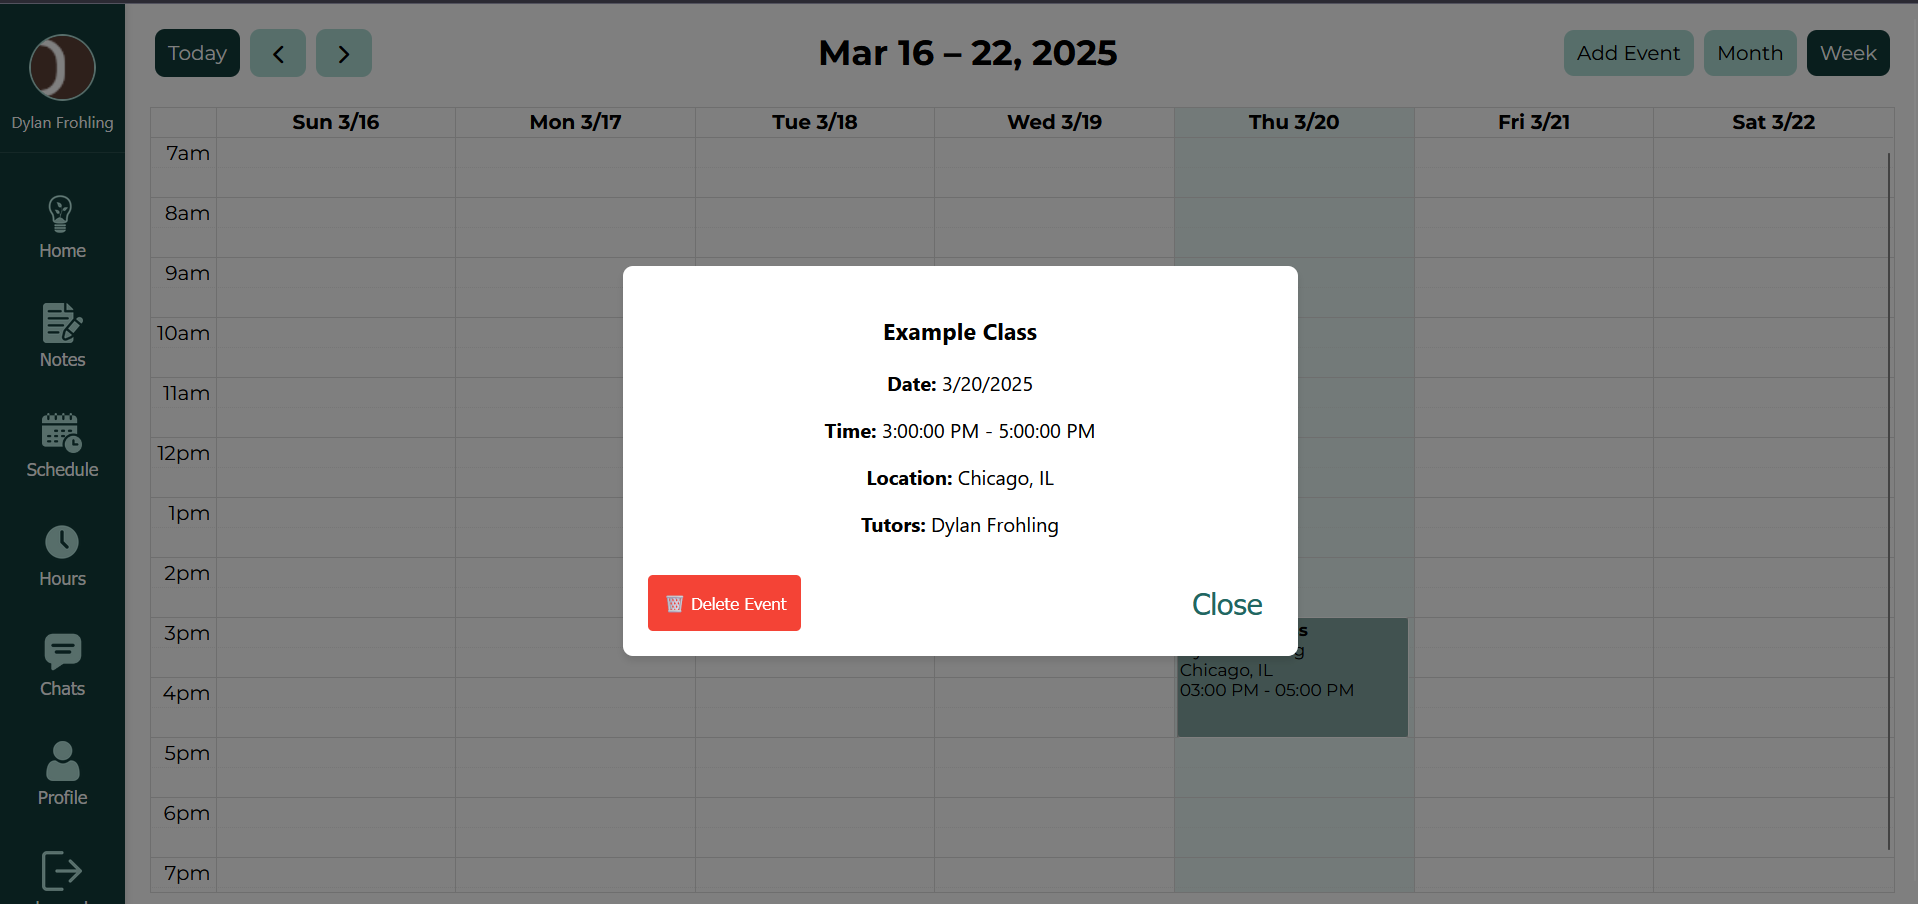 Dylan Frohling
Home
Notes
Schedule
Hours
Chats
Profile
Today
Mar 16 – 22, 2025
Add Event
Month
Week
Sun 3/16
Mon 3/17
Tue 3/18
Wed 3/19
Thu 3/20
Fri 3/21
Sat 3/22
7am
8am
9am
10am
11am
12pm
1pm
2pm
3pm
4pm
5pm
6pm
7pm
Example Class
Date: 3/20/2025
Time: 3:00:00 PM - 5:00:00 PM
Location: Chicago, IL
Tutors: Dylan Frohling
Delete Event
Close
Chicago, IL
03:00 PM - 05:00 PM